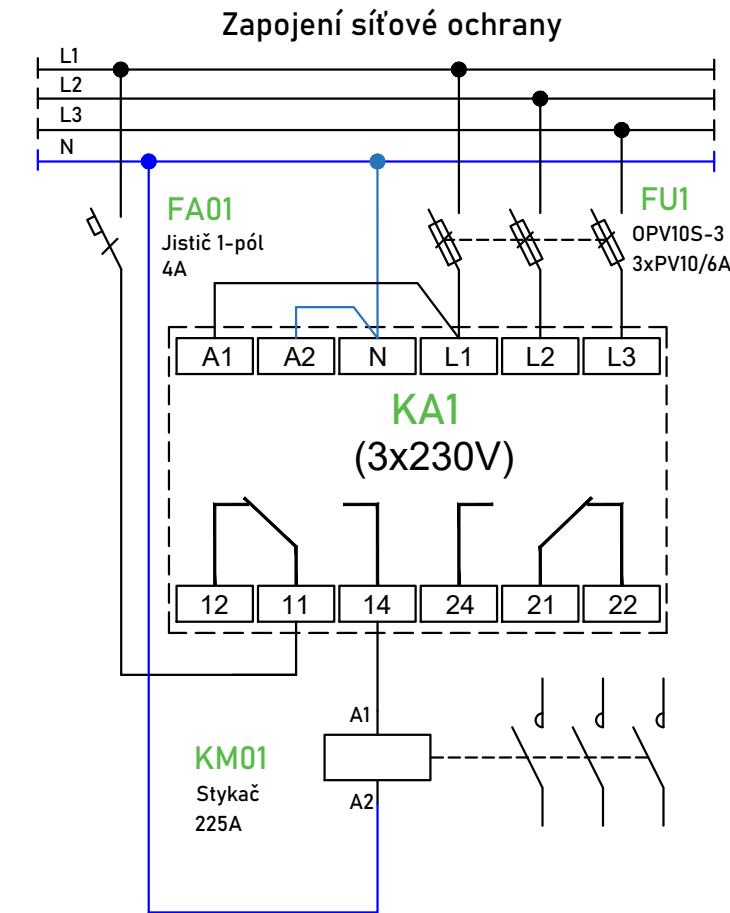 Zapojení síťové ochrany
L1
L2
L3
N
FA01
Jistič 1-pól
4A
FU1
OPV10S-3
3xPV10/6A
A1 A2 N L1 L2 L3
KA1
(3x230V)
12 11 14 24 21 22
A1
KM01
Stykač
225A
A2